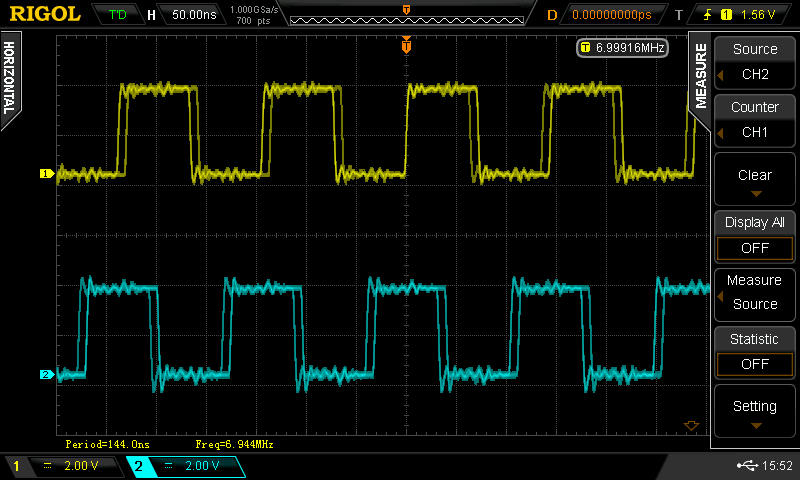 RIGOL T'D H 50.00ns 1.000GSa/s 700 pts T D 0.00000000ps T 1 1.56 V
HORIZONTAL
T
T 6.99916MHz
MEASURE
Source
CH2
Counter
CH1
Clear
Display All
OFF
Measure
Source
Statistic
OFF
Setting
1
2
Period=144.0ns Freq=6.944MHz
1 2.00 V 2 2.00 V 15:52